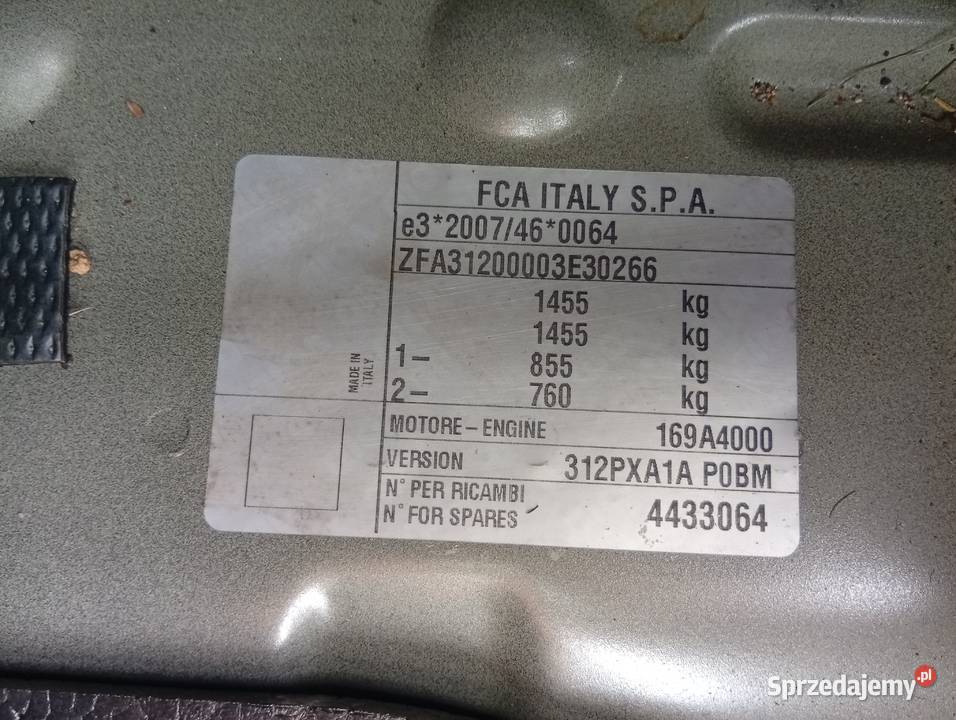 FCA ITALY S.P.A.
e3*2007/46*0064
ZFA31200003E30266
1455 kg
1455 kg
1- 855 kg
2- 760 kg
MADE IN
ITALY
MOTORE-ENGINE 169A4000
VERSION 312PXA1A P0BM
N° PER RICAMBI
N° FOR SPARES 4433064
Sprzedajemy.pl